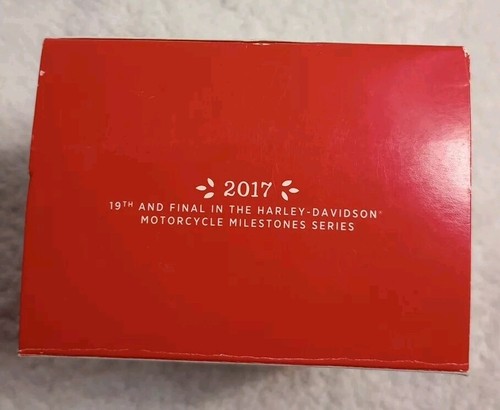 2017
19TH AND FINAL IN THE HARLEY-DAVIDSON®
MOTORCYCLE MILESTONES SERIES